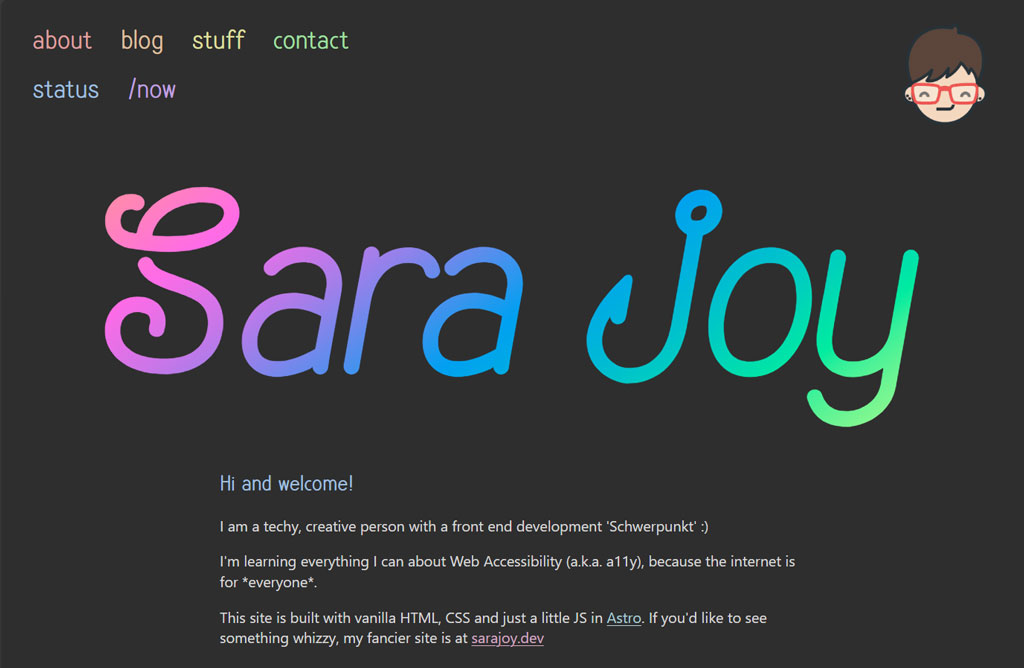 about blog stuff contact
status /now
Sara Joy
Hi and welcome!
I am a techy, creative person with a front end development 'Schwerpunkt' :)
I'm learning everything I can about Web Accessibility (a.k.a. a11y), because the internet is
for *everyone*.
This site is built with vanilla HTML, CSS and just a little JS in Astro. If you'd like to see
something whizzy, my fancier site is at sarajoy.dev